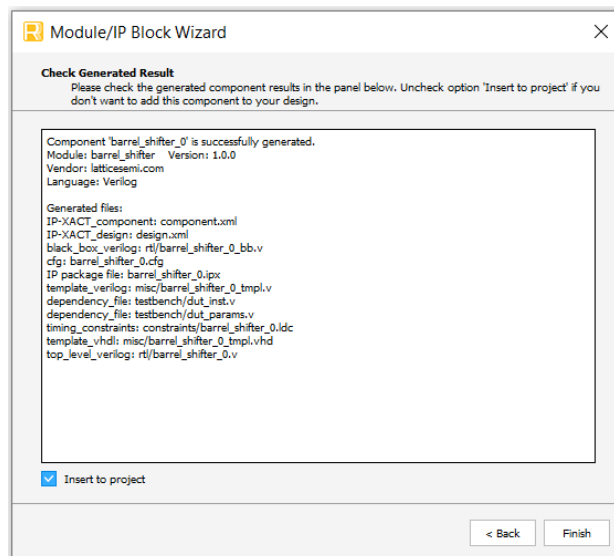 Module/IP Block Wizard
Check Generated Result
Please check the generated component results in the panel below. Uncheck option 'Insert to project' if you
don't want to add this component to your design.
Component 'barrel_shifter_0' is successfully generated.
Module: barrel_shifter Version: 1.0.0
Vendor: latticesemi.com
Language: Verilog
Generated files:
IP-XACT_component: component.xml
IP-XACT_design: design.xml
black_box_verilog: rtl/barrel_shifter_0_bb.v
cfg: barrel_shifter_0.cfg
IP package file: barrel_shifter_0.ipx
template_verilog: misc/barrel_shifter_0_tmpl.v
dependency_file: testbench/dut_inst.v
dependency_file: testbench/dut_params.v
timing_constraints: constraints/barrel_shifter_0.ldc
template_vhdl: misc/barrel_shifter_0_tmpl.vhd
top_level_verilog: rtl/barrel_shifter_0.v
Insert to project
< Back Finish